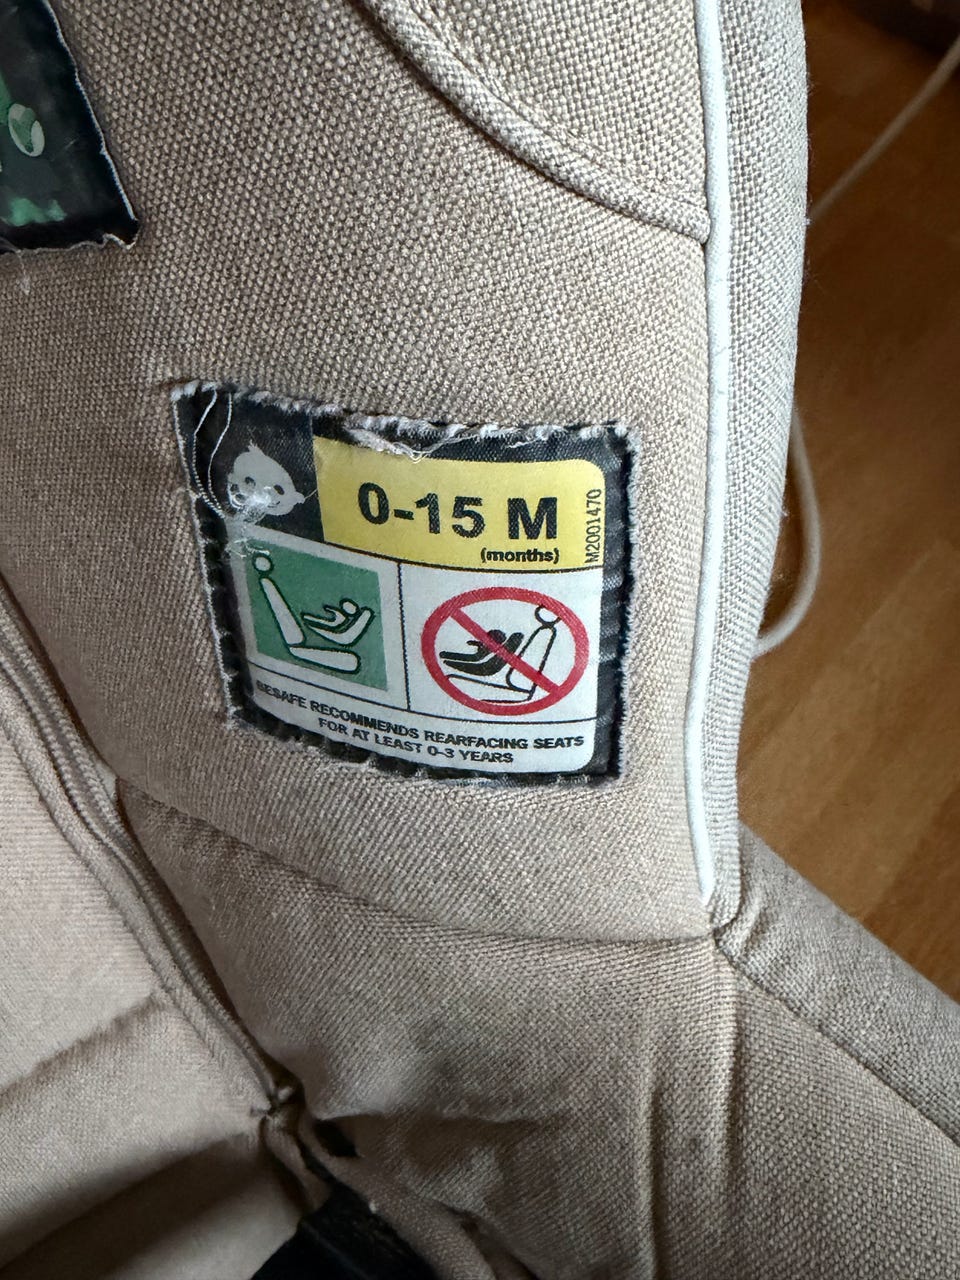 0-15 M
(months)
M2001470
BESAFE RECOMMENDS REARFACING SEATS
FOR AT LEAST 0-3 YEARS